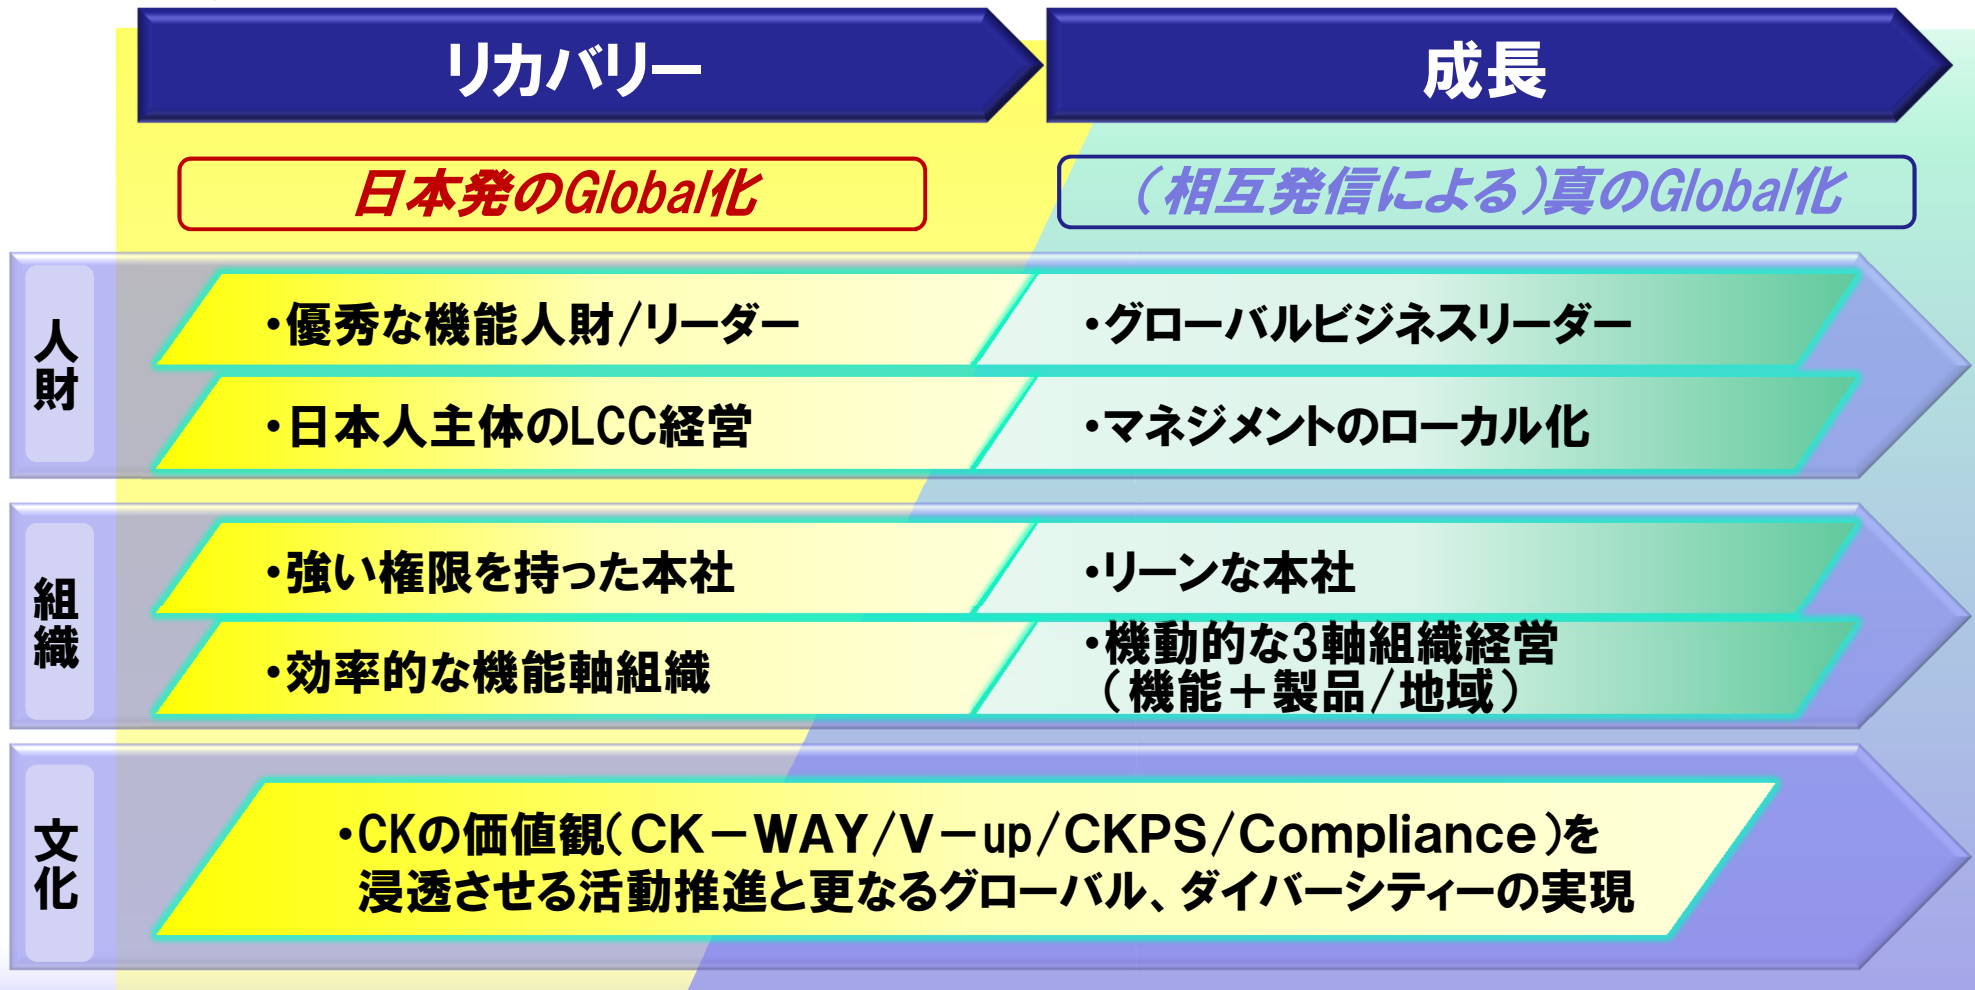 リカバリー
成長
日本発のGlobal化
（相互発信による）真のGlobal化
人財
・優秀な機能人財/リーダー
・グローバルビジネスリーダー
・日本人主体のLCC経営
・マネジメントのローカル化
組織
・強い権限を持った本社
・リーンな本社
・効率的な機能軸組織
・機動的な3軸組織経営
（機能＋製品/地域）
文化
・CKの価値観（CK－WAY/V－up/CKPS/Compliance）を
浸透させる活動推進と更なるグローバル、ダイバーシティーの実現